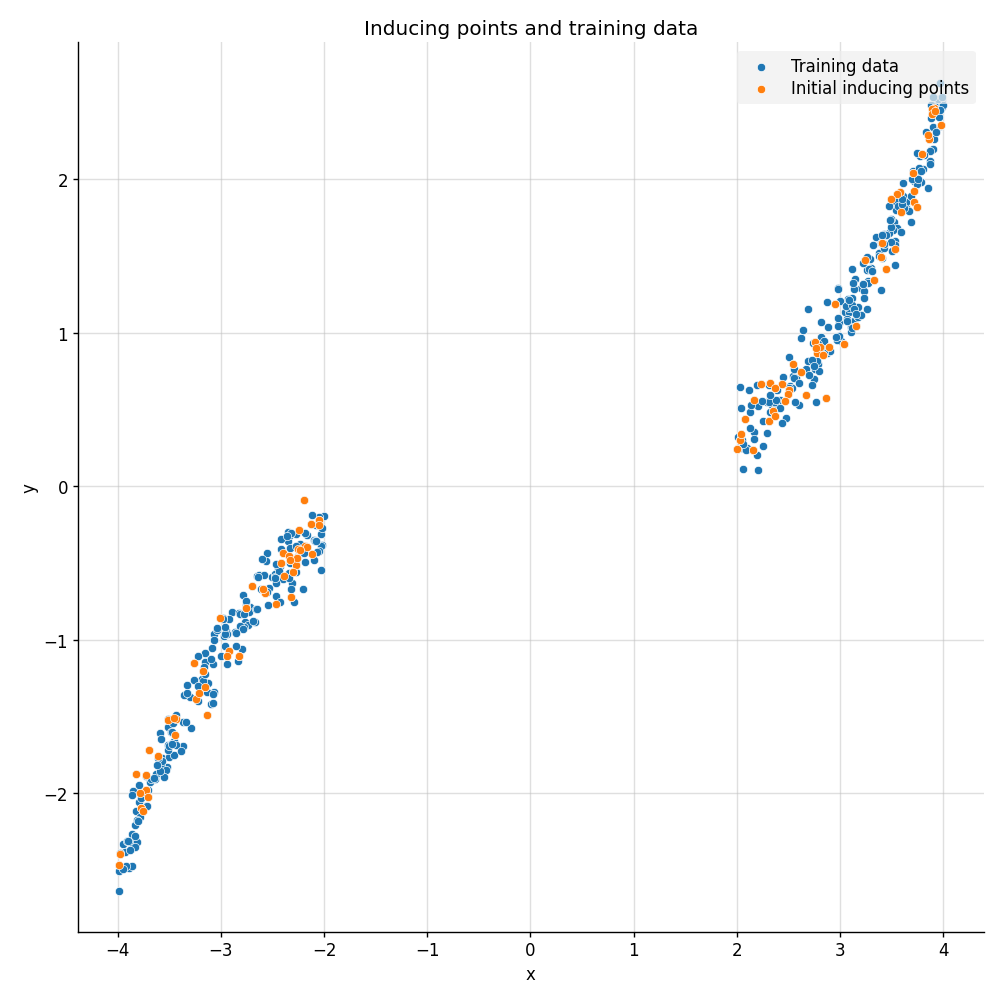 Inducing points and training data
Training data
Initial inducing points
y
2
1
0
−1
−2
−4 −3 −2 −1 0 1 2 3 4
x